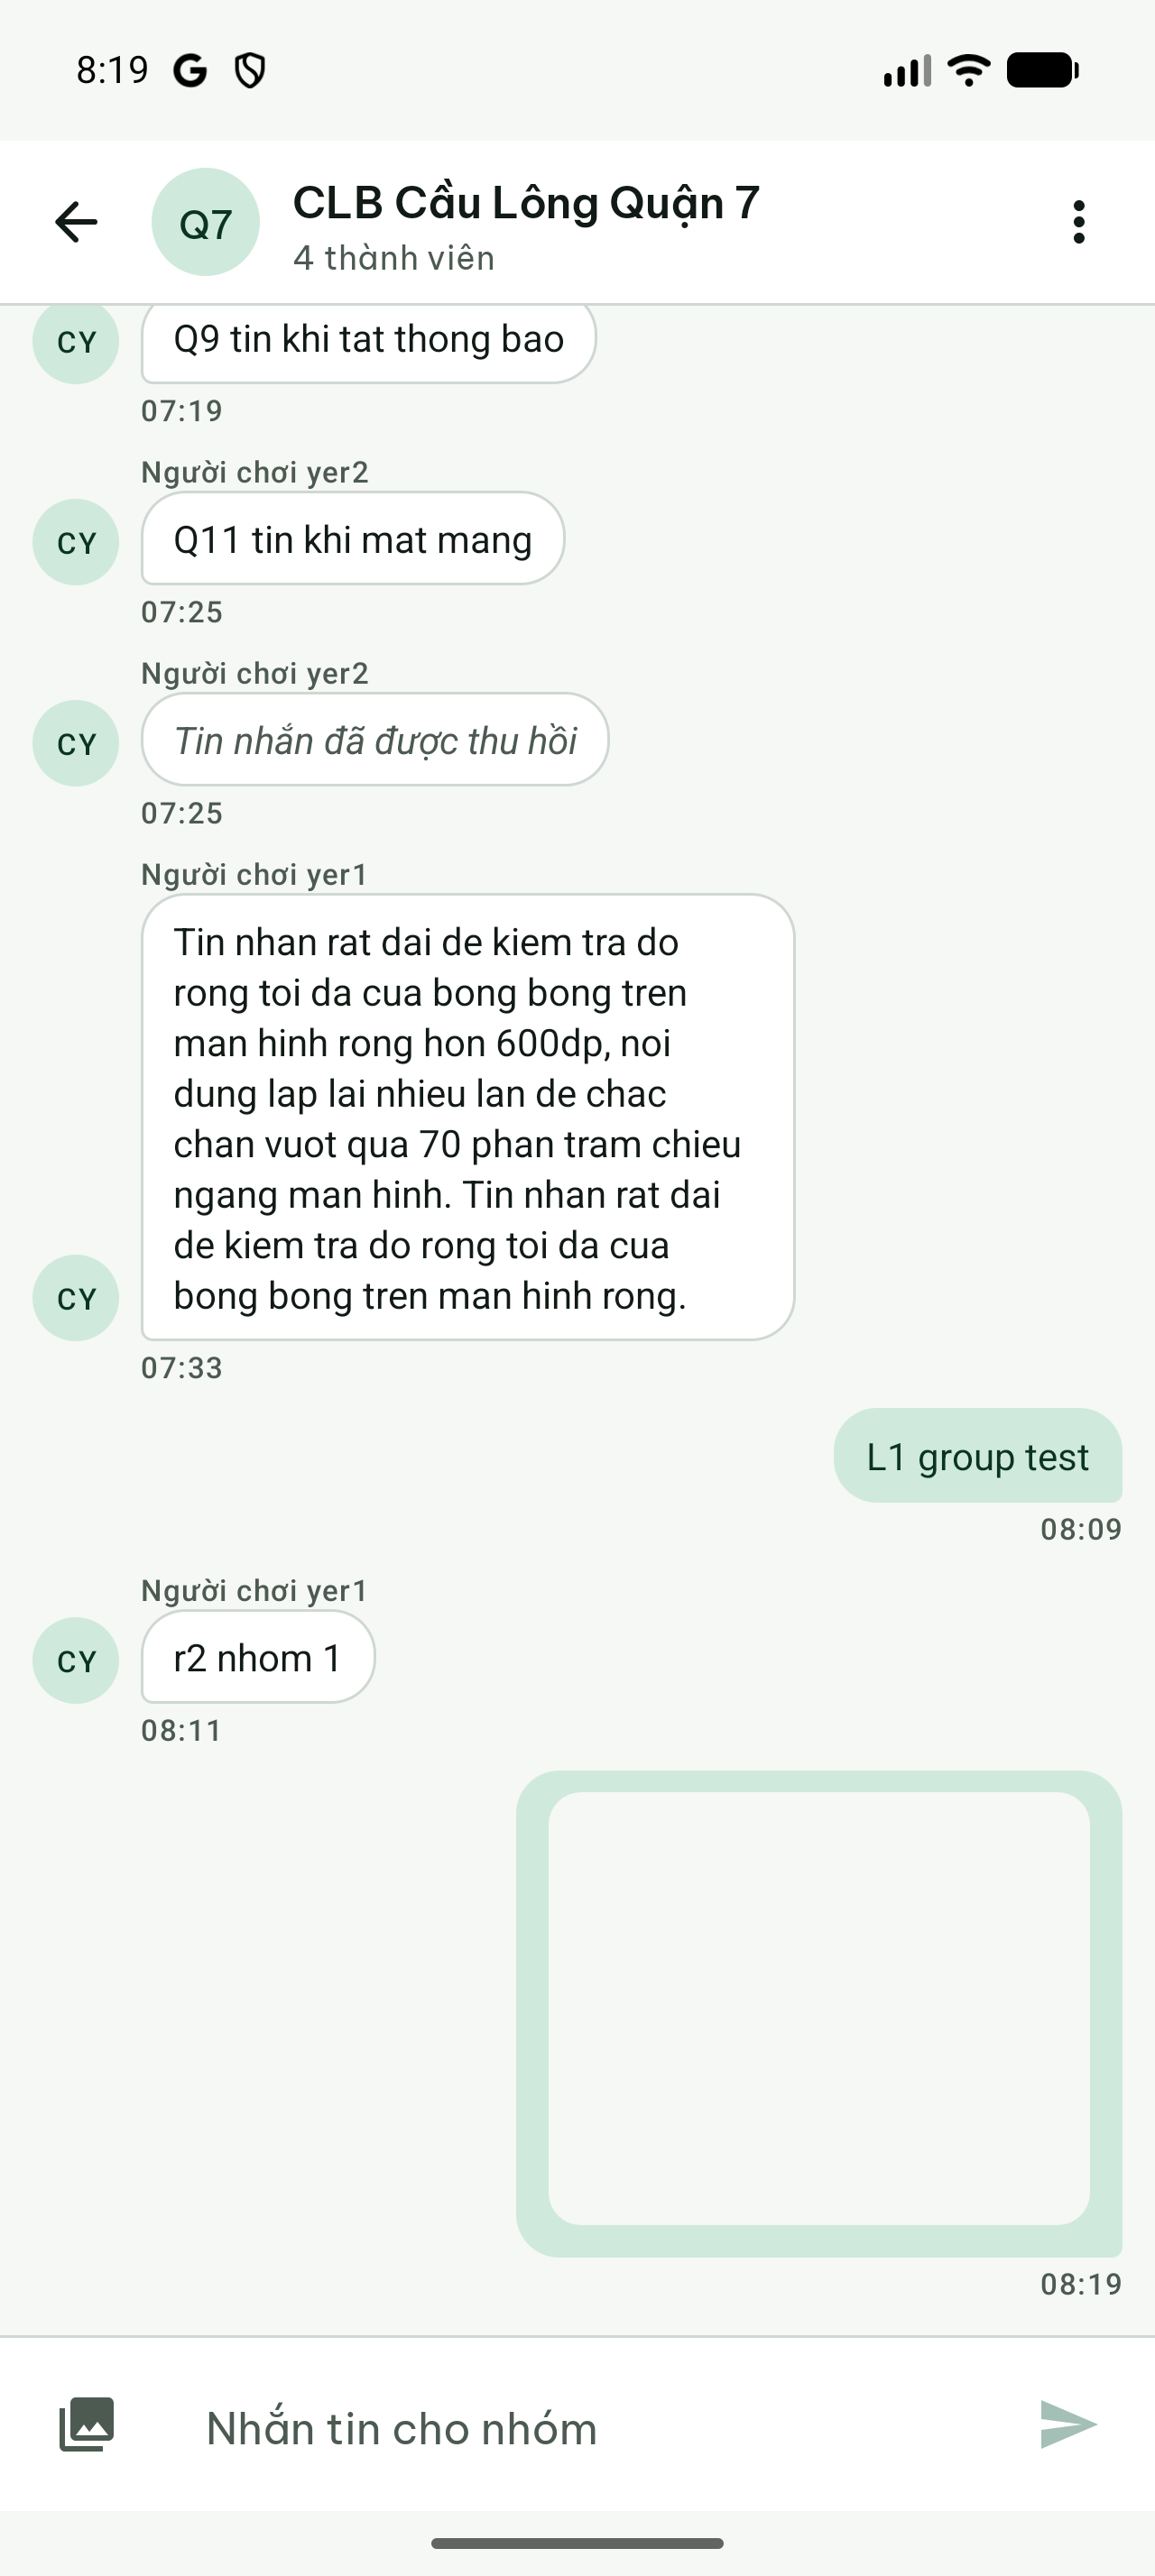 8:19
Q7
CLB Cầu Lông Quận 7
4 thành viên
CY
Q9 tin khi tat thong bao
07:19
Người chơi yer2
CY
Q11 tin khi mat mang
07:25
Người chơi yer2
CY
Tin nhắn đã được thu hồi
07:25
Người chơi yer1
Tin nhan rat dai de kiem tra do
rong toi da cua bong bong tren
man hinh rong hon 600dp, noi
dung lap lai nhieu lan de chac
chan vuot qua 70 phan tram chieu
ngang man hinh. Tin nhan rat dai
de kiem tra do rong toi da cua
bong bong tren man hinh rong.
CY
07:33
L1 group test
08:09
Người chơi yer1
CY
r2 nhom 1
08:11
08:19
Nhắn tin cho nhóm